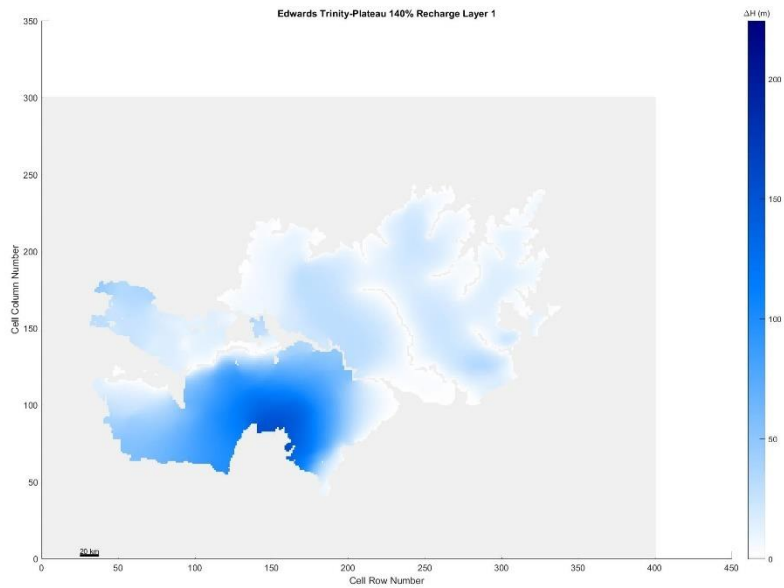 Edwards Trinity-Plateau 140% Recharge Layer 1
ΔH (m)
350
300
250
200
150
100
50
0
Cell Column Number
20 km
0 50 100 150 200 250 300 350 400 450
Cell Row Number
200
150
100
50
0